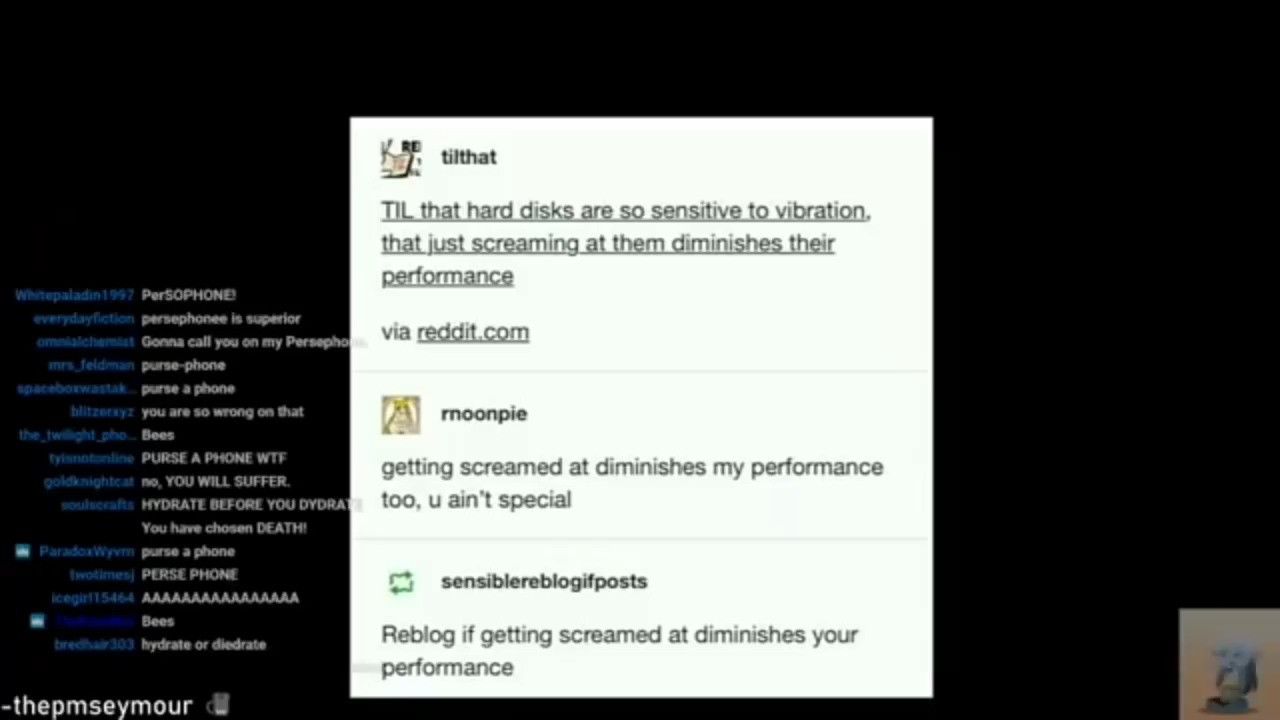 tilthat
TIL that hard disks are so sensitive to vibration,
that just screaming at them diminishes their
performance
via reddit.com
rnoonpie
getting screamed at diminishes my performance
too, u ain't special
sensiblereblogifposts
Reblog if getting screamed at diminishes your
performance
Whitepaladin1997 PerSOPHONE!
everydayfiction persephonee is superior
omnialchemist Gonna call you on my Persepho
mrs_feldman purse-phone
spaceboxwastak... purse a phone
blitzerxyz you are so wrong on that
the_twilight_pho... Bees
tyisnotonline PURSE A PHONE WTF
goldknightcat no, YOU WILL SUFFER.
soulscrafts HYDRATE BEFORE YOU DYDRATE
You have chosen DEATH!
ParadoxWyvrn purse a phone
twotimesj PERSE PHONE
icegirl15464 AAAAAAAAAAAAAAAA
Bees
bredhair303 hydrate or diedrate
-thepmseymour